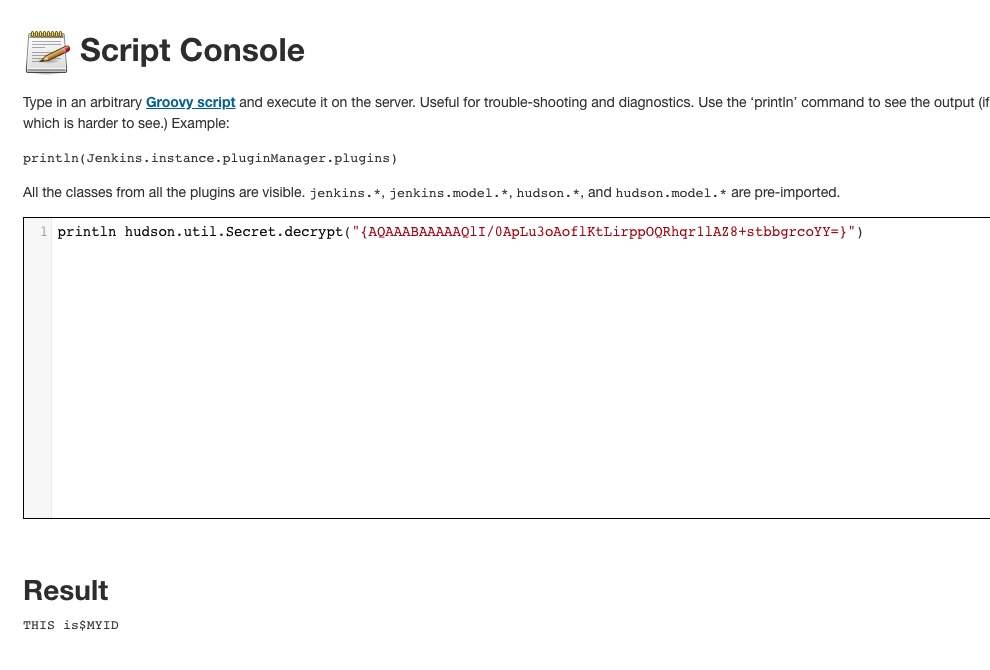 Script Console
Type in an arbitrary Groovy script and execute it on the server. Useful for trouble-shooting and diagnostics. Use the ‘println’ command to see the output (if
which is harder to see.) Example:
println(Jenkins.instance.pluginManager.plugins)
All the classes from all the plugins are visible. jenkins.*, jenkins.model.*, hudson.*, and hudson.model.* are pre-imported.
1 println hudson.util.Secret.decrypt("{AQAAABAAAAAQlI/0ApLu3oAoflKtLirppOQRhqr1lAZ8+stbbgrcoYY=}")
Result
THIS is$MYID